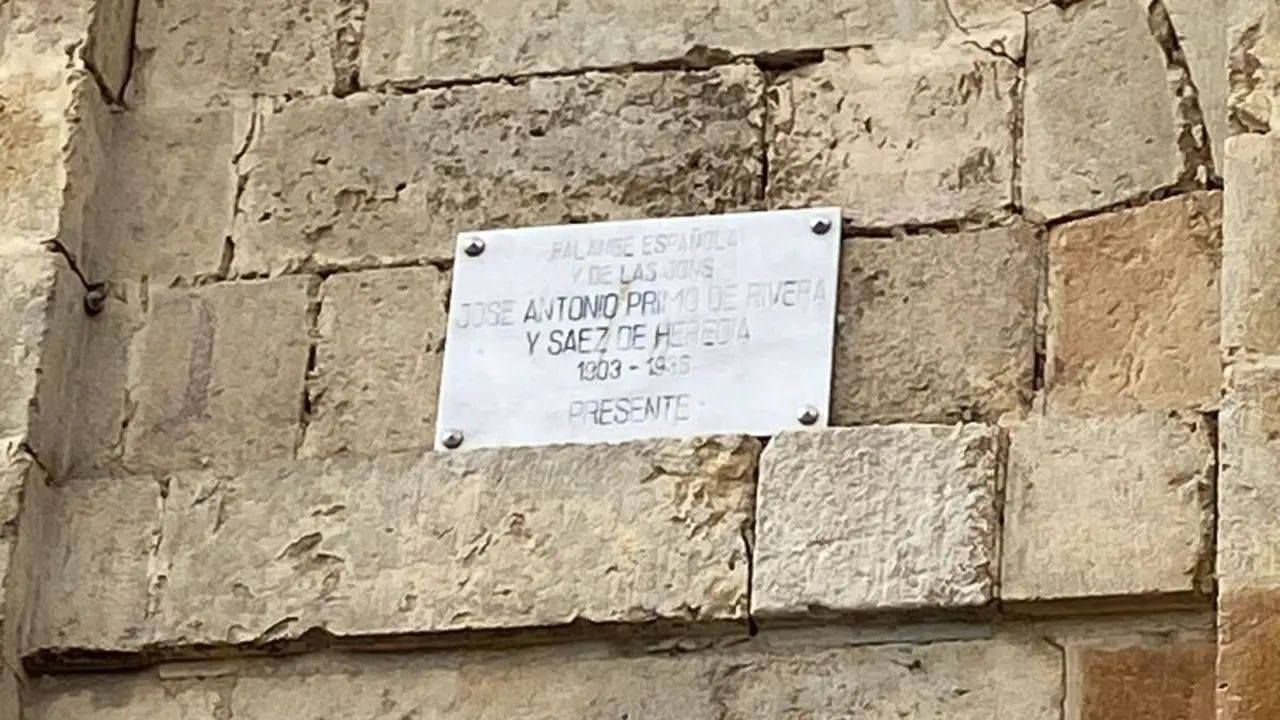 FALANGE ESPAÑOLA
Y DE LAS JONS
JOSE ANTONIO PRIMO DE RIVERA
Y SAEZ DE HEREDIA
1903 - 1936
PRESENTE